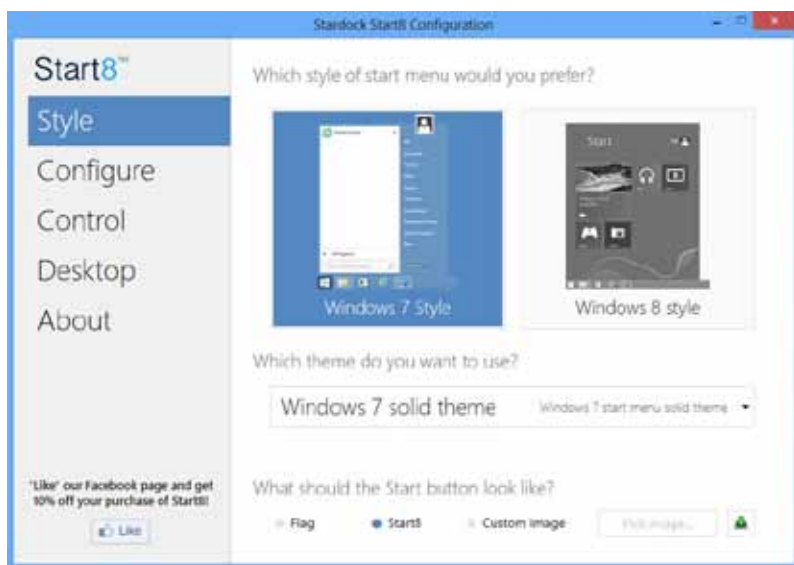 Stardock Start8 Configuration
Start8™
Style
Configure
Control
Desktop
About
"Like" our Facebook page and get
10% off your purchase of Start8!
Like
Which style of start menu would you prefer?
Windows 7 Style
Start
Windows 8 style
Which theme do you want to use?
Windows 7 solid theme
Windows 7 start menu solid theme
What should the Start button look like?
Flag
Start8
Custom image
Pick image...